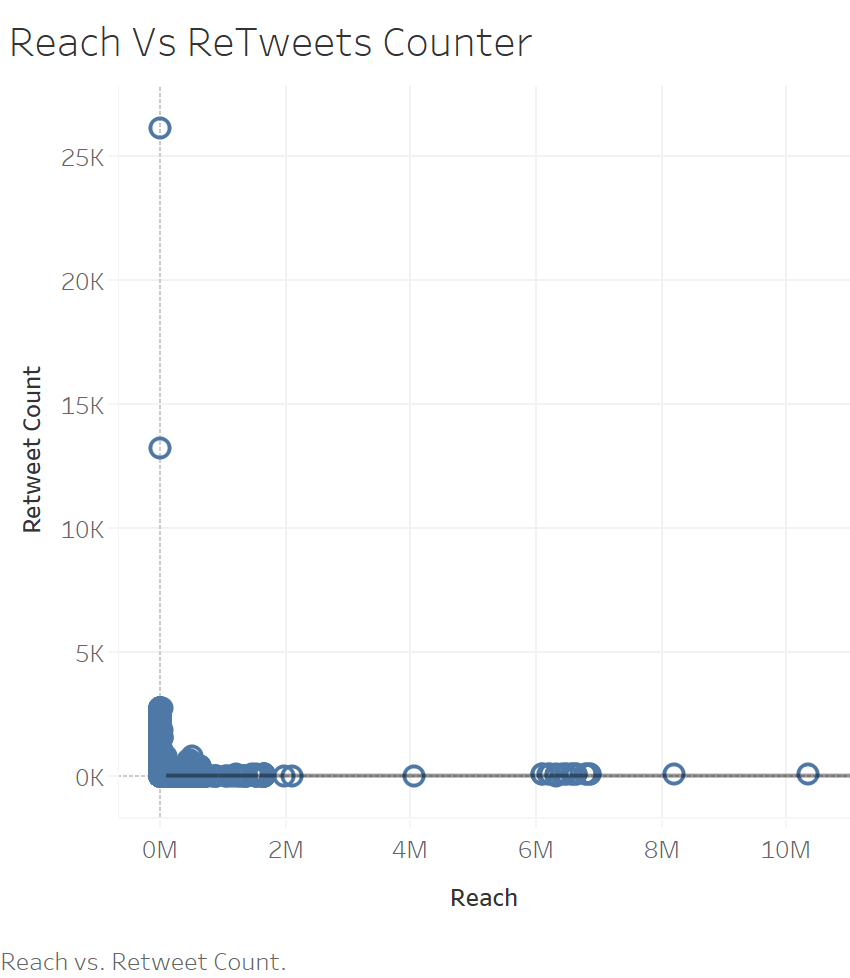 Reach Vs ReTweets Counter
25K
20K
15K
10K
5K
0K
Retweet Count
0M 2M 4M 6M 8M 10M
Reach
Reach vs. Retweet Count.